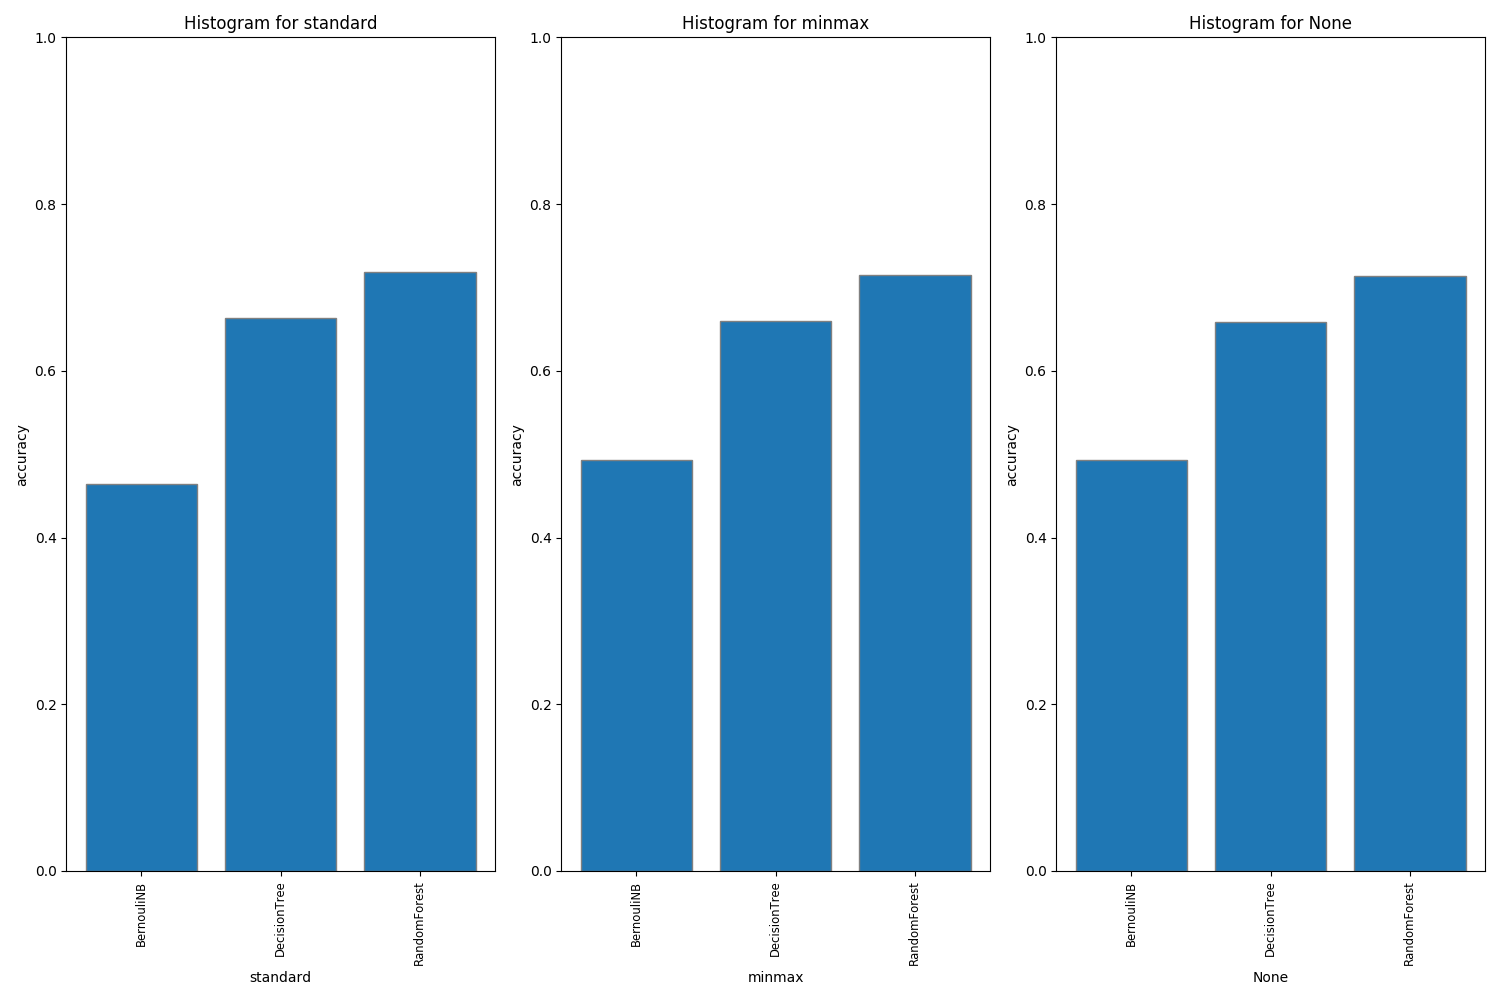 Histogram for standard
1.0
0.8
0.6
0.4
0.2
0.0
accuracy
BernouliNB
DecisionTree
RandomForest
standard
Histogram for minmax
1.0
0.8
0.6
0.4
0.2
0.0
accuracy
BernouliNB
DecisionTree
RandomForest
minmax
Histogram for None
1.0
0.8
0.6
0.4
0.2
0.0
accuracy
BernouliNB
DecisionTree
RandomForest
None